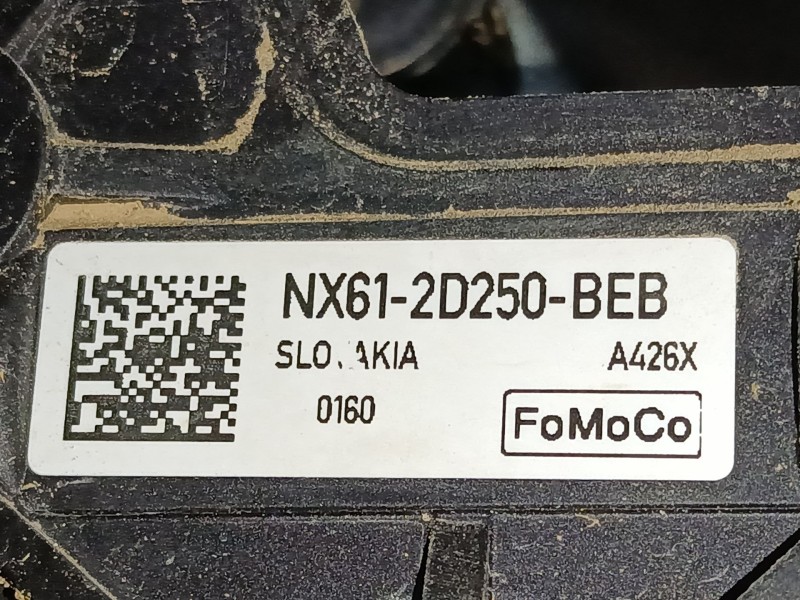 NX61-2D250-BEB
SLOVAKIA A426X
0160 FoMoCo